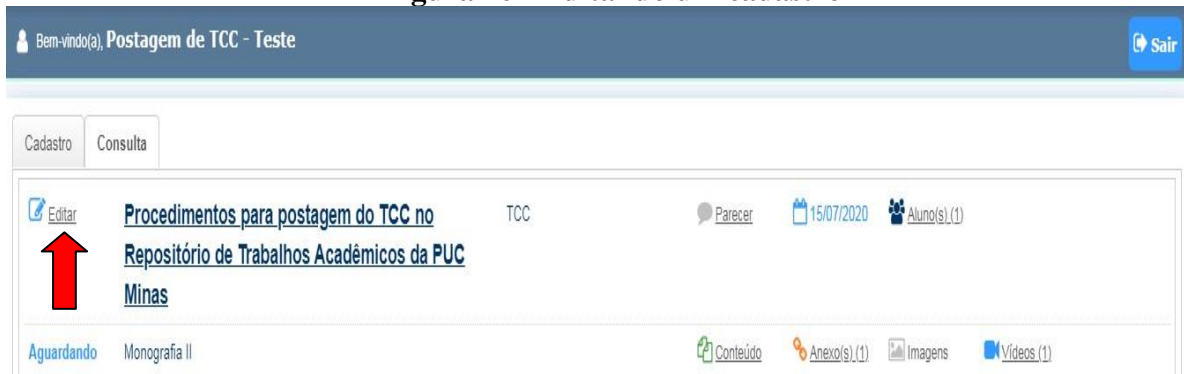 Bem-vindo(a), Postagem de TCC - Teste
Sair
Cadastro
Consulta
Editar
Procedimentos para postagem do TCC no
Repositório de Trabalhos Acadêmicos da PUC
Minas
TCC
Parecer
15/07/2020
Aluno(s) (1)
Aguardando
Monografia II
Conteúdo
Anexo(s) (1)
Imagens
Vídeos (1)